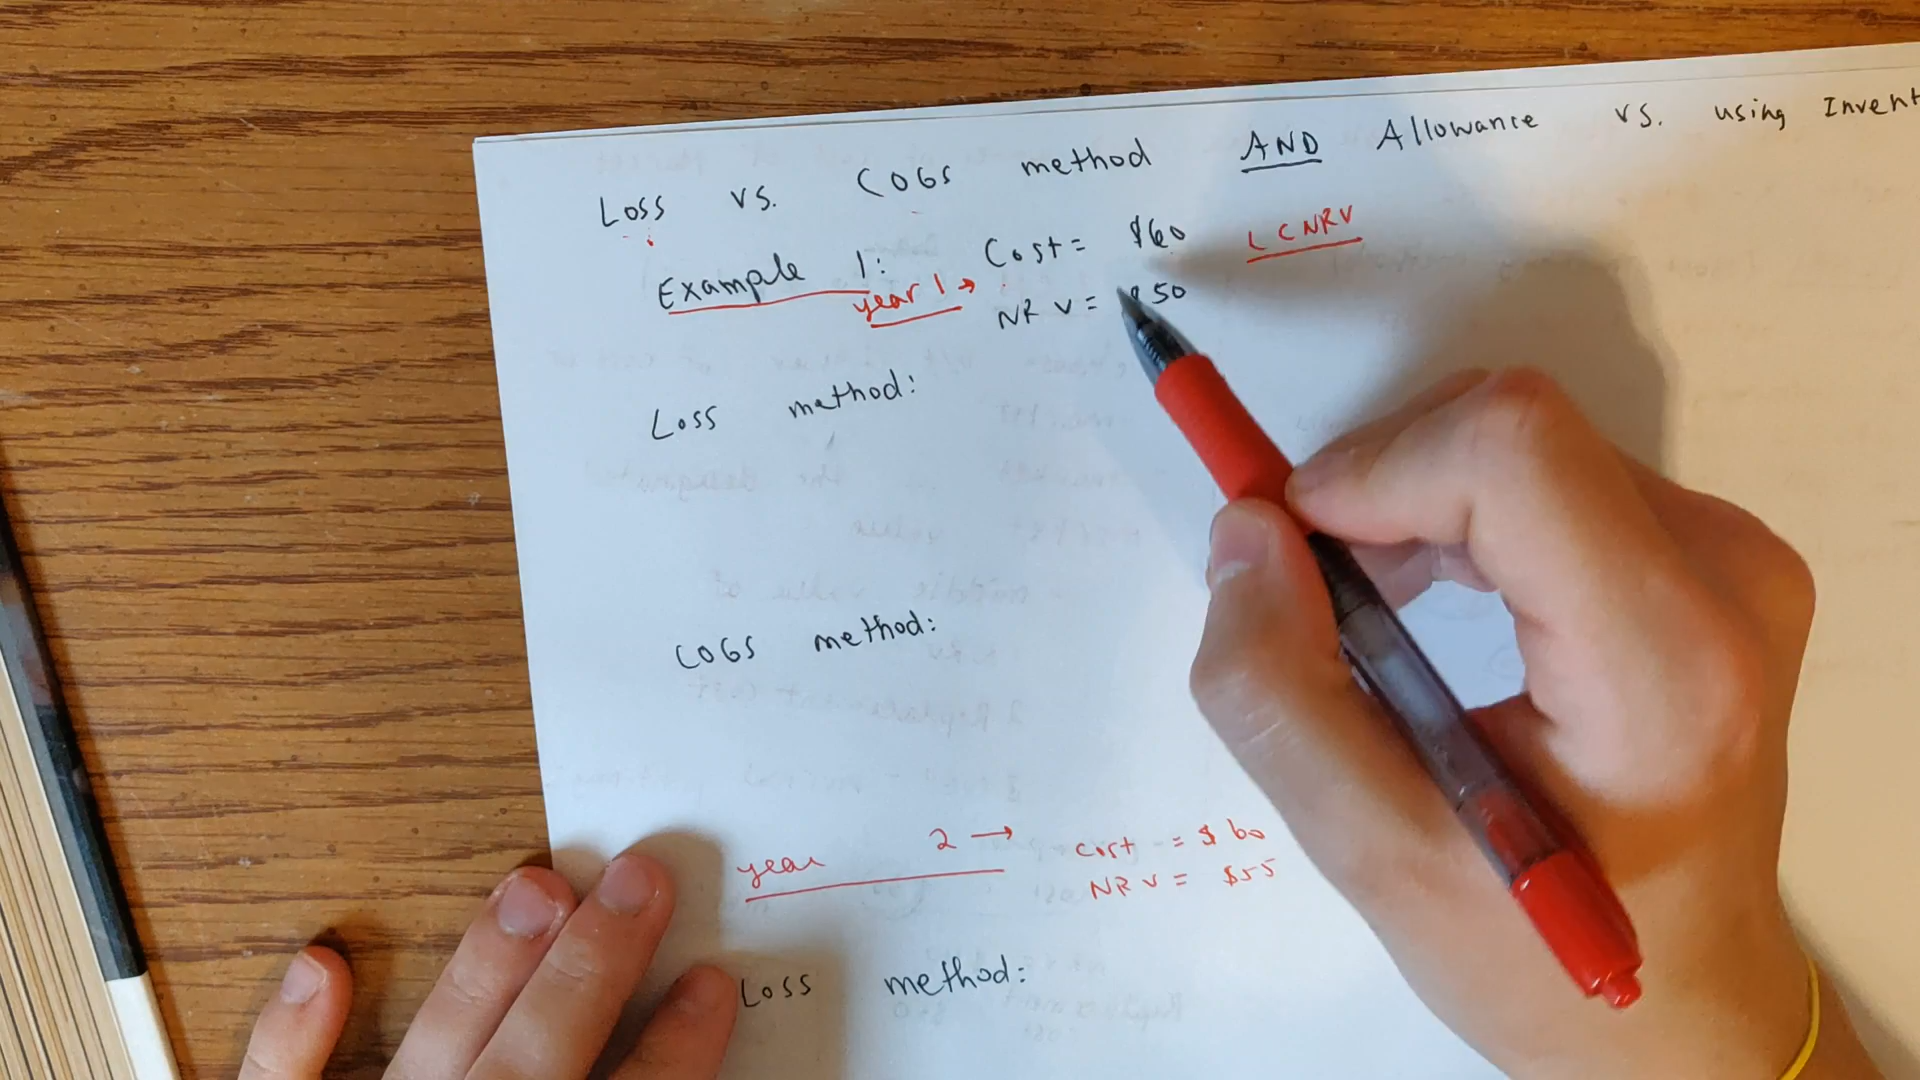 Loss vs. COGS method AND Allowance vs. using Invent
Example 1: Cost = $60 LCNRV
year 1 → NRV = $50
Loss method:
COGS method:
year 2 → cost = $60
NRV = $55
Loss method: